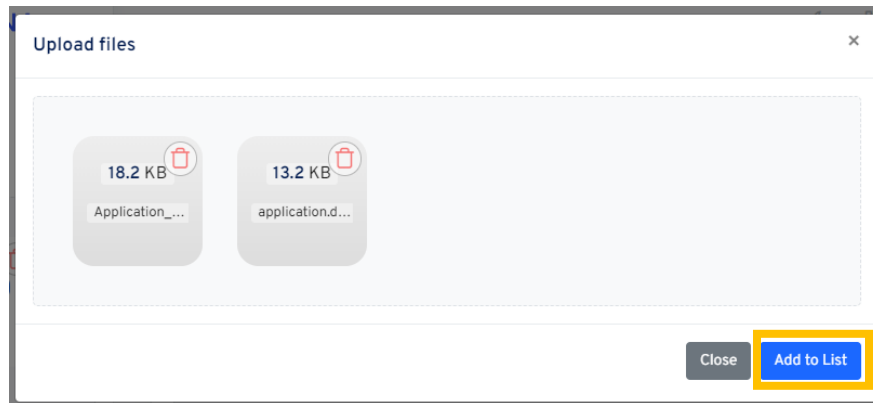 Upload files
×
18.2 KB
13.2 KB
Application_...
application.d...
Close
Add to List